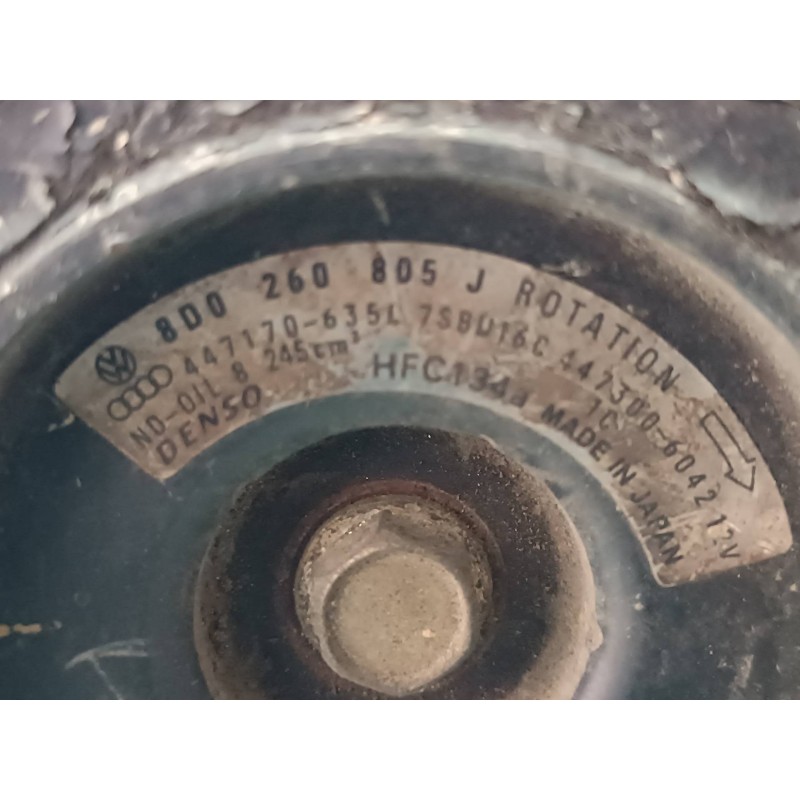 8D0 260 805 J ROTATION
447170-635L 7SBU16C 447300-6042 12V
ND-OIL 8 245cm³ HFC134a 1C
DENSO MADE IN JAPAN